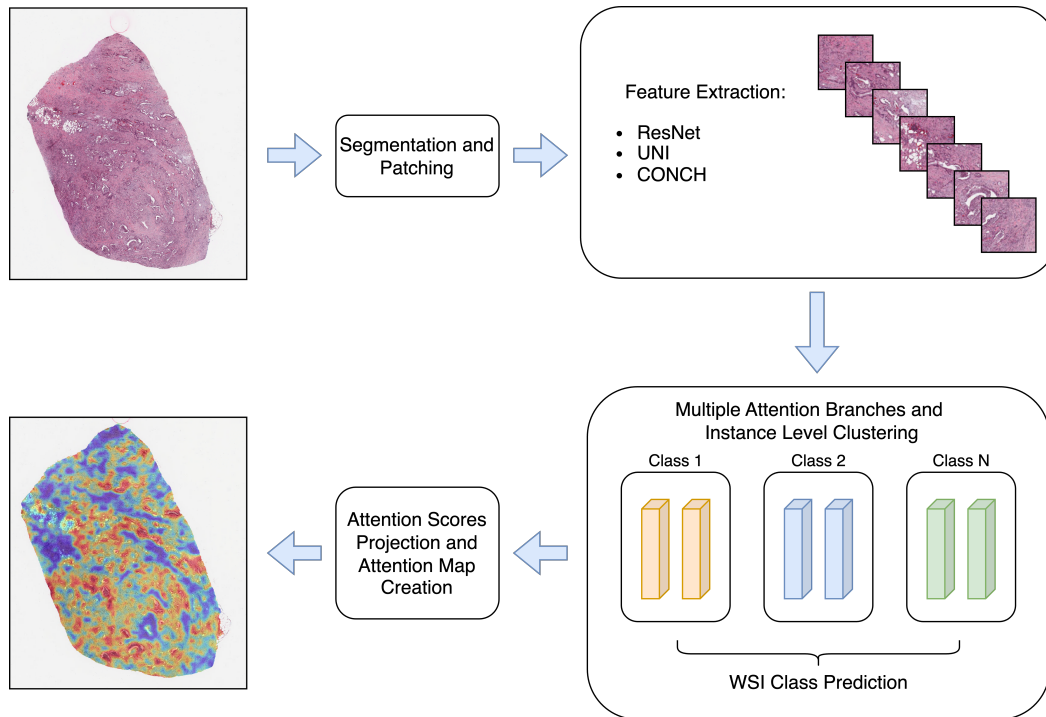 Segmentation and
Patching
Feature Extraction:
• ResNet
• UNI
• CONCH
Multiple Attention Branches and
Instance Level Clustering
Class 1
Class 2
Class N
WSI Class Prediction
Attention Scores
Projection and
Attention Map
Creation